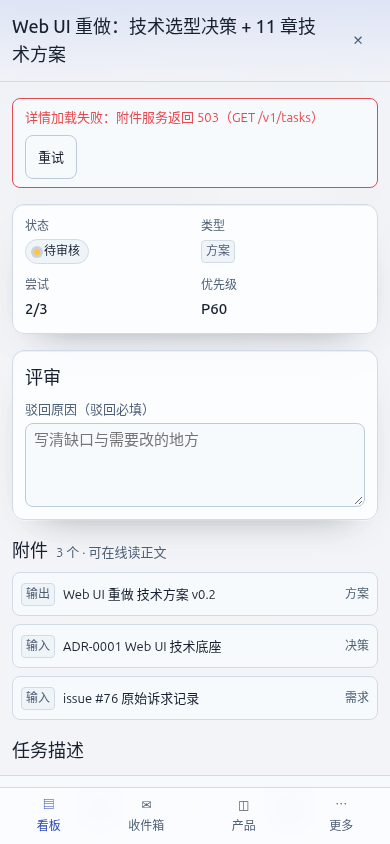 Web UI 重做：技术选型决策 + 11 章技
术方案
×
详情加载失败：附件服务返回 503（GET /v1/tasks）
重试
状态
类型
待审核
方案
尝试
优先级
2/3
P60
评审
驳回原因（驳回必填）
写清缺口与需要改的地方
附件 3 个 · 可在线读正文
输出 Web UI 重做 技术方案 v0.2 方案
输入 ADR-0001 Web UI 技术底座 决策
输入 issue #76 原始诉求记录 需求
任务描述
看板 收件箱 产品 更多